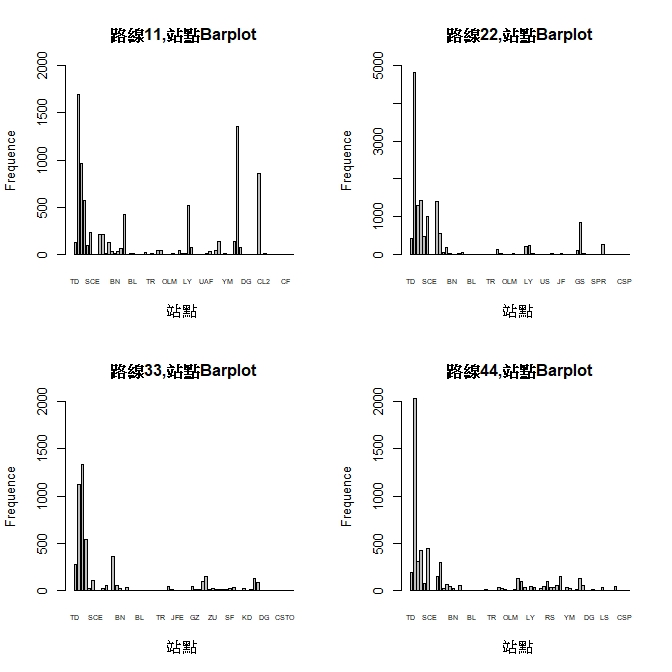 路線11,站點Barplot
Frequence
2000
1500
1000
500
0
TD SCE BN BL TR OLM LY UAF YM DG CL2 CF
站點
路線22,站點Barplot
Frequence
5000
3000
1000
0
TD SCE BN BL TR OLM LY US JF GS SPR CSP
站點
路線33,站點Barplot
Frequence
2000
1500
1000
500
0
TD SCE BN BL TR JFE GZ ZU SF KD DG CSTO
站點
路線44,站點Barplot
Frequence
2000
1500
1000
500
0
TD SCE BN BL TR OLM LY RS YM DG LS CSP
站點